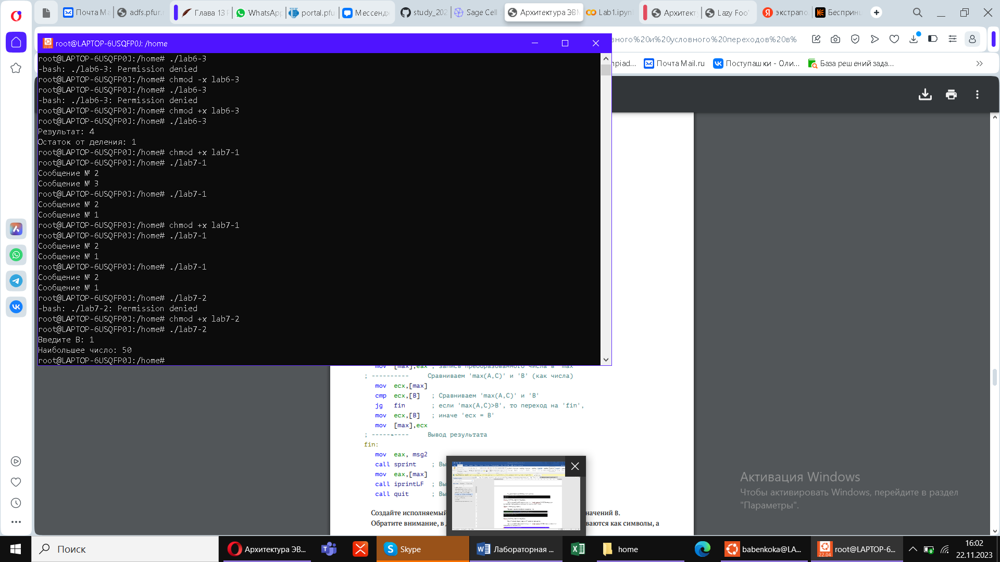 Почта Ma
adfs.pfur.r
Глава 13 F
WhatsApp
portal.pfu
Мессендж
study_202
Sage Cell
Архитектура ЭВМ
Lab1.ipyn
Архитект
Lazy Foo'
экстрапо
Беспринц
root@LAPTOP-6USQFP0J: /home
вного%20и%20условного%20переходов%20в%
npiad...
Почта Mail.ru
Поступашки - Оли...
База решений зада...
root@LAPTOP-6USQFP0J:/home# ./lab6-3
-bash: ./lab6-3: Permission denied
root@LAPTOP-6USQFP0J:/home# chmod -x lab6-3
root@LAPTOP-6USQFP0J:/home# ./lab6-3
-bash: ./lab6-3: Permission denied
root@LAPTOP-6USQFP0J:/home# chmod +x lab6-3
root@LAPTOP-6USQFP0J:/home# ./lab6-3
Результат: 4
Остаток от деления: 1
root@LAPTOP-6USQFP0J:/home# chmod +x lab7-1
root@LAPTOP-6USQFP0J:/home# ./lab7-1
Сообщение № 2
Сообщение № 3
root@LAPTOP-6USQFP0J:/home# ./lab7-1
Сообщение № 2
Сообщение № 1
root@LAPTOP-6USQFP0J:/home# chmod +x lab7-1
root@LAPTOP-6USQFP0J:/home# ./lab7-1
Сообщение № 2
Сообщение № 1
root@LAPTOP-6USQFP0J:/home# ./lab7-1
Сообщение № 2
Сообщение № 1
root@LAPTOP-6USQFP0J:/home# ./lab7-2
-bash: ./lab7-2: Permission denied
root@LAPTOP-6USQFP0J:/home# chmod +x lab7-2
root@LAPTOP-6USQFP0J:/home# ./lab7-2
Введите B: 1
Наибольшее число: 50
root@LAPTOP-6USQFP0J:/home#
mov [max],eax ; запись преобразованного числа в `max`
; ---------- Сравниваем 'max(A,C)' и 'B' (как числа)
mov ecx,[max]
cmp ecx,[B] ; Сравниваем 'max(A,C)' и 'B'
jg fin ; если 'max(A,C)>B', то переход на 'fin',
mov ecx,[B] ; иначе 'ecx = B'
mov [max],ecx
; ---------- Вывод результата
fin:
mov eax, msg2
call sprint ; Вы
mov eax,[max]
call iprintLF ; Вы
call quit ; Вы
Создайте исполняемый
начений B.
Обратите внимание, в
ваются как символы, а
Активация Windows
Чтобы активировать Windows, перейдите в раздел
"Параметры".
Поиск
Архитектура ЭВ...
Skype
Лабораторная ...
home
babenkoka@LA...
22.04
root@LAPTOP-6...
16:02
22.11.2023